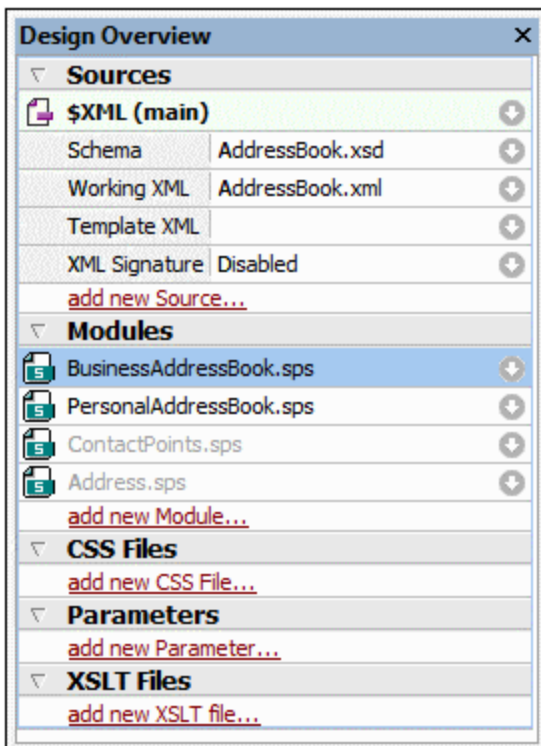 Design Overview
Sources
$XML (main)
Schema AddressBook.xsd
Working XML AddressBook.xml
Template XML
XML Signature Disabled
add new Source...
Modules
BusinessAddressBook.sps
PersonalAddressBook.sps
ContactPoints.sps
Address.sps
add new Module...
CSS Files
add new CSS File...
Parameters
add new Parameter...
XSLT Files
add new XSLT file...